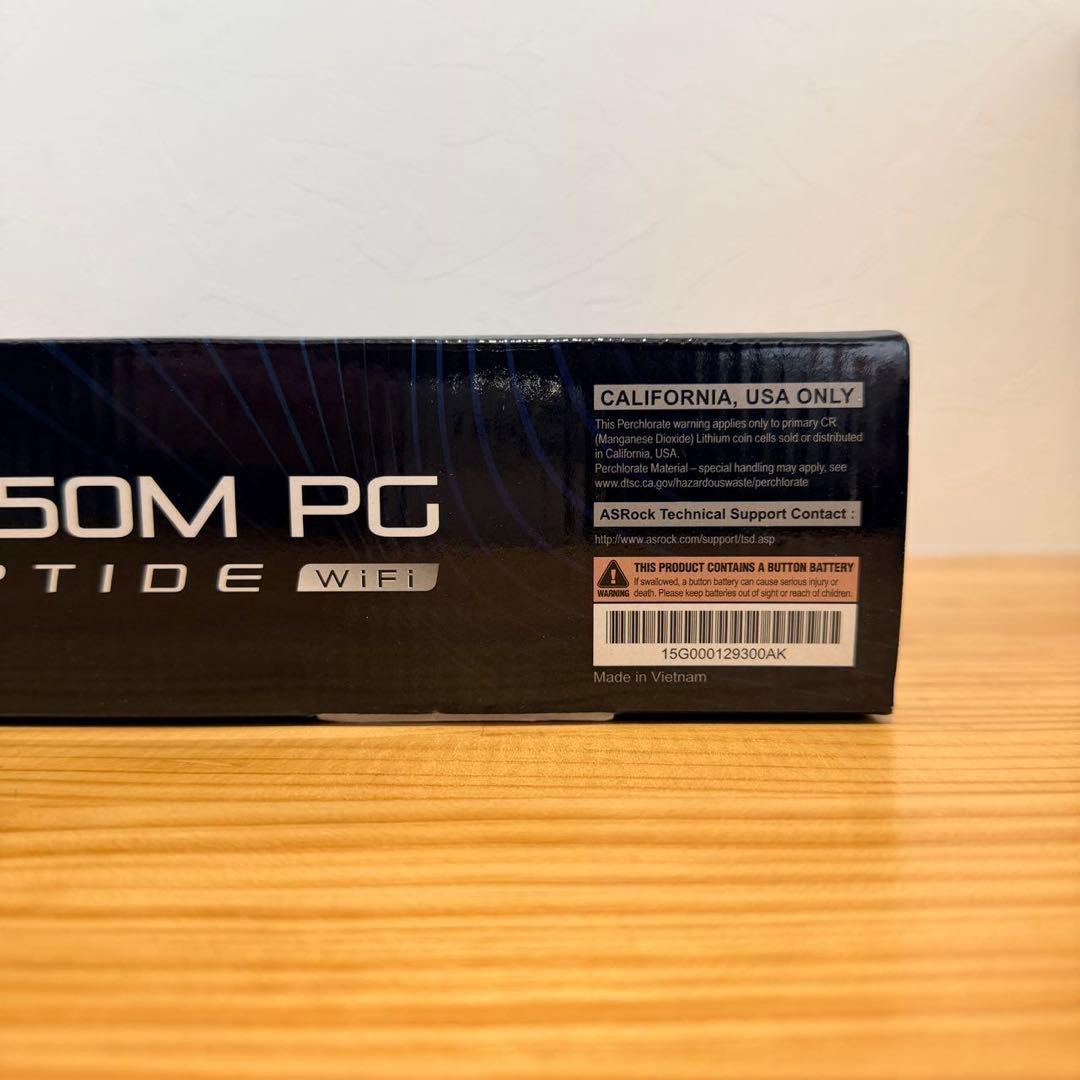 50M PG
PTIDE WiFi
CALIFORNIA, USA ONLY
This Perchlorate warning applies only to primary CR
(Manganese Dioxide) Lithium coin cells sold or distributed
in California, USA.
Perchlorate Material – special handling may apply, see
www.dtsc.ca.gov/hazardouswaste/perchlorate
ASRock Technical Support Contact :
http://www.asrock.com/support/tsd.asp
THIS PRODUCT CONTAINS A BUTTON BATTERY
If swallowed, a button battery can cause serious injury or
WARNING death. Please keep batteries out of sight or reach of children.
15G000129300AK
Made in Vietnam